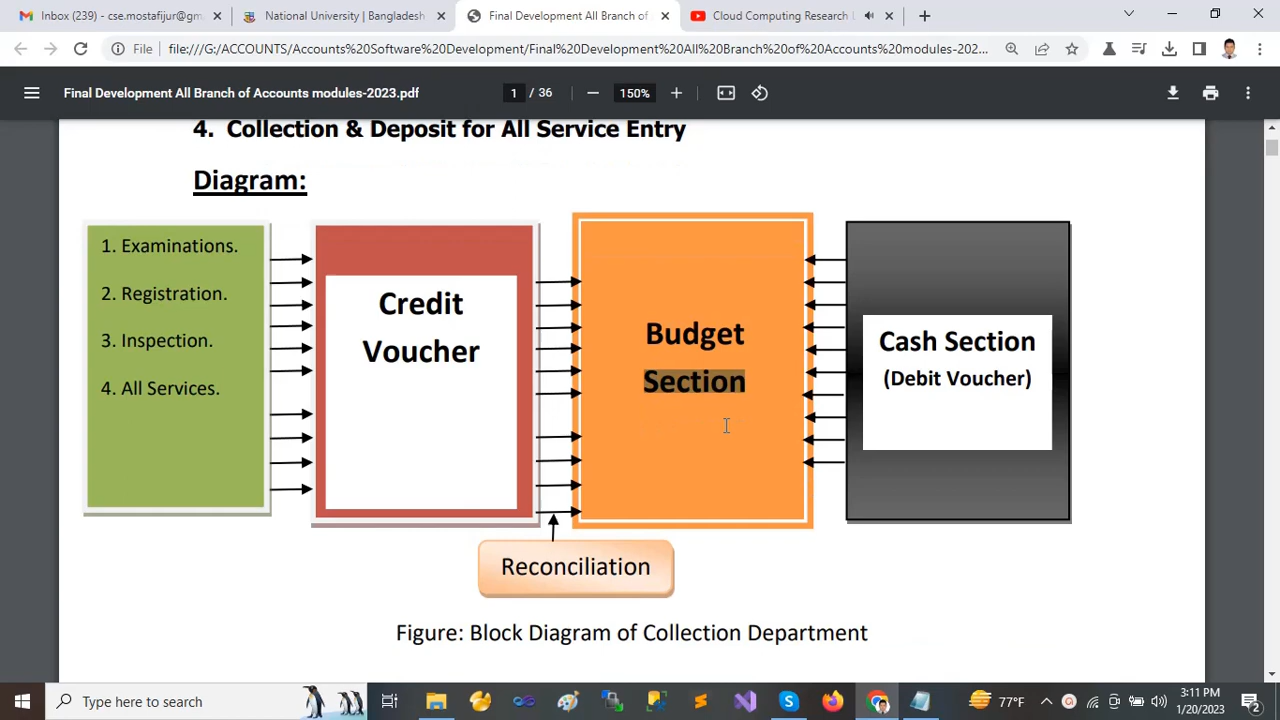 Inbox (239) - cse.mostafijur@gm
National University | Bangladesh
Final Development All Branch of
Cloud Computing Research
File
file:///G:/ACCOUNTS/Accounts%20Software%20Development/Final%20Development%20All%20Branch%20of%20Accounts%20modules-202...
Final Development All Branch of Accounts modules-2023.pdf
1 / 36
150%
4. Collection & Deposit for All Service Entry
Diagram:
1. Examinations.
2. Registration.
3. Inspection.
4. All Services.
Credit
Voucher
Budget
Section
Cash Section
(Debit Voucher)
Reconciliation
Figure: Block Diagram of Collection Department
Type here to search
77°F
3:11 PM
1/20/2023
2